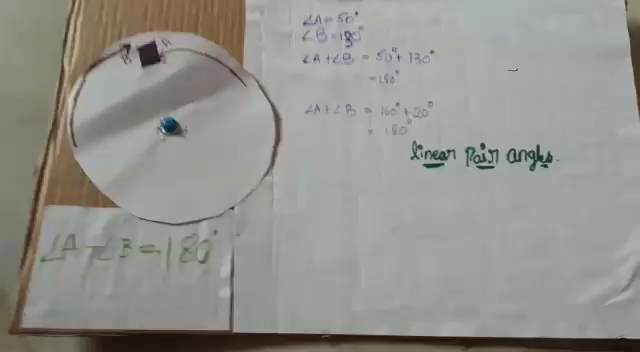 B A
∠A = 50°
∠B = 130°
∠A+∠B = 50°+130°
= 180°
∠A+∠B = 160°+20°
= 180°
linear pair angles.
∠A+∠B=180°